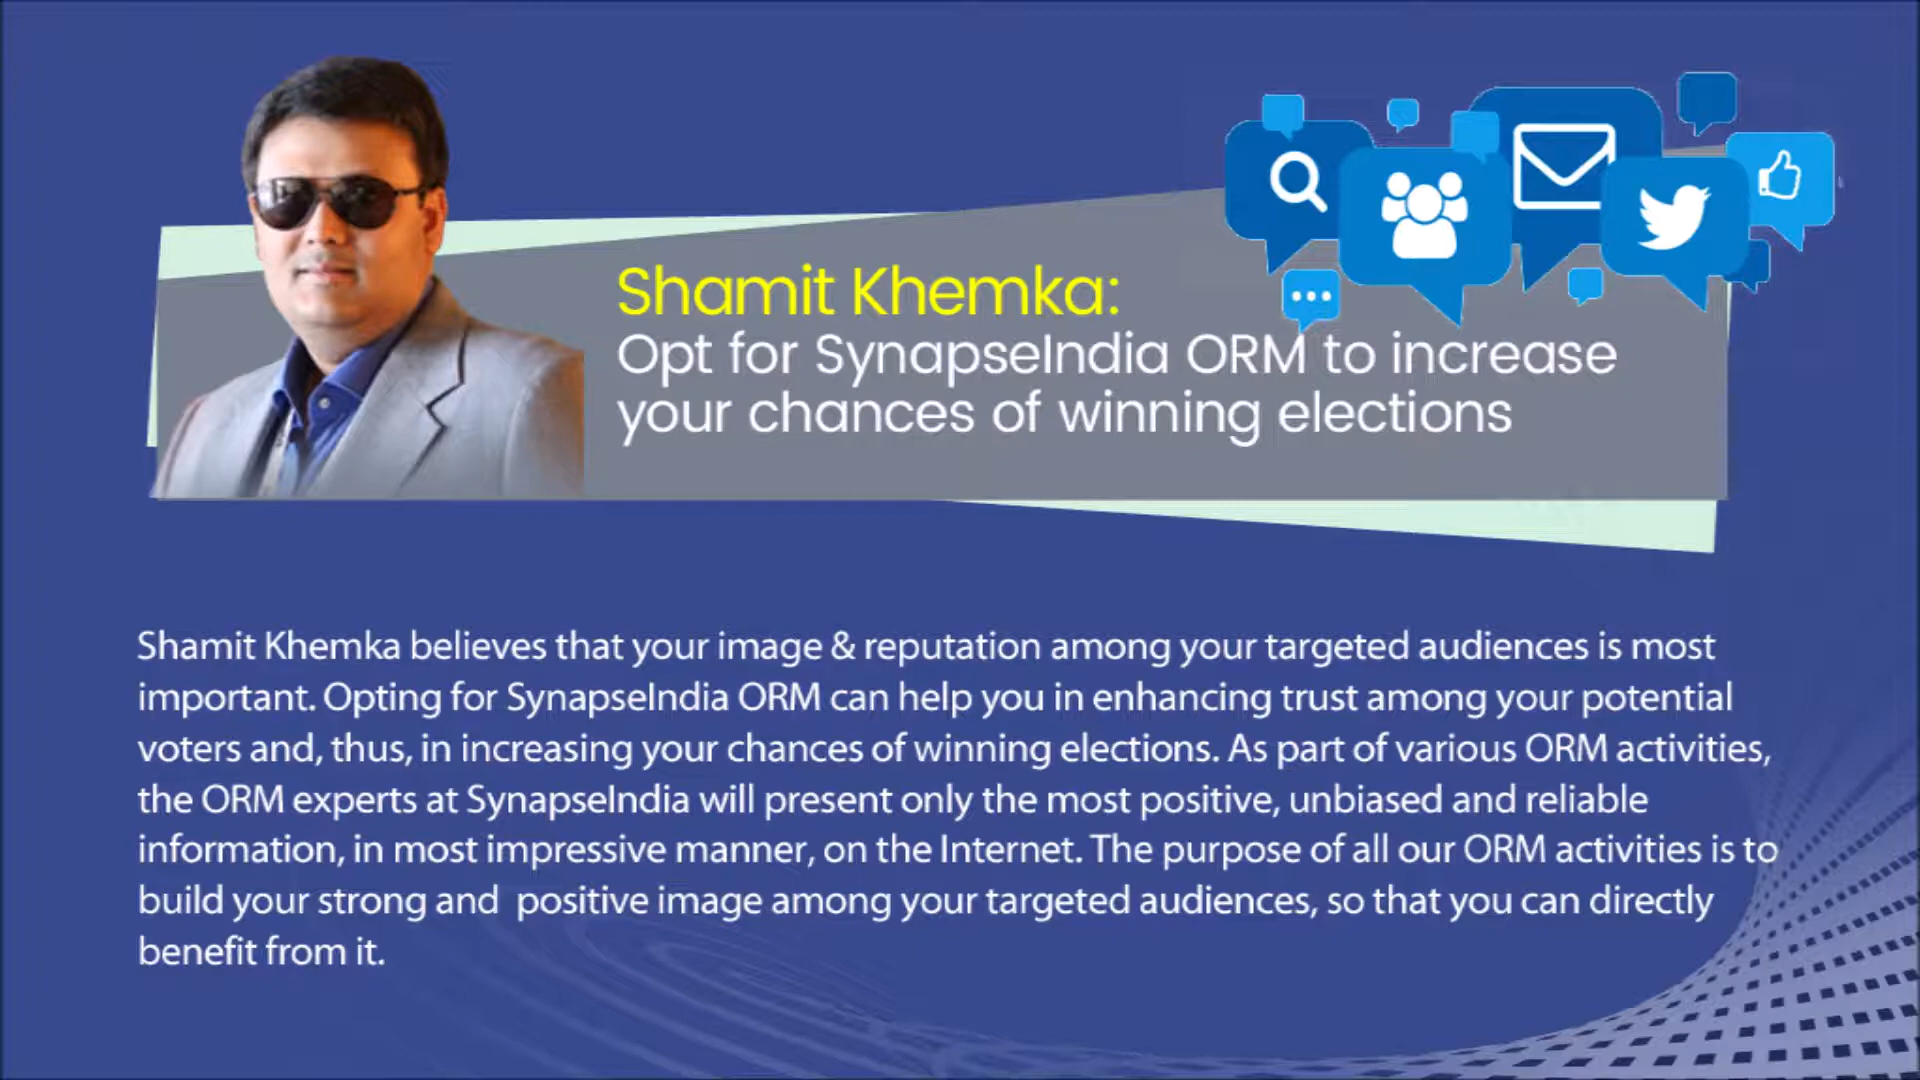 Shamit Khemka:
Opt for SynapseIndia ORM to increase
your chances of winning elections
Shamit Khemka believes that your image & reputation among your targeted audiences is most
important. Opting for SynapseIndia ORM can help you in enhancing trust among your potential
voters and, thus, in increasing your chances of winning elections. As part of various ORM activities,
the ORM experts at SynapseIndia will present only the most positive, unbiased and reliable
information, in most impressive manner, on the Internet. The purpose of all our ORM activities is to
build your strong and  positive image among your targeted audiences, so that you can directly
benefit from it.